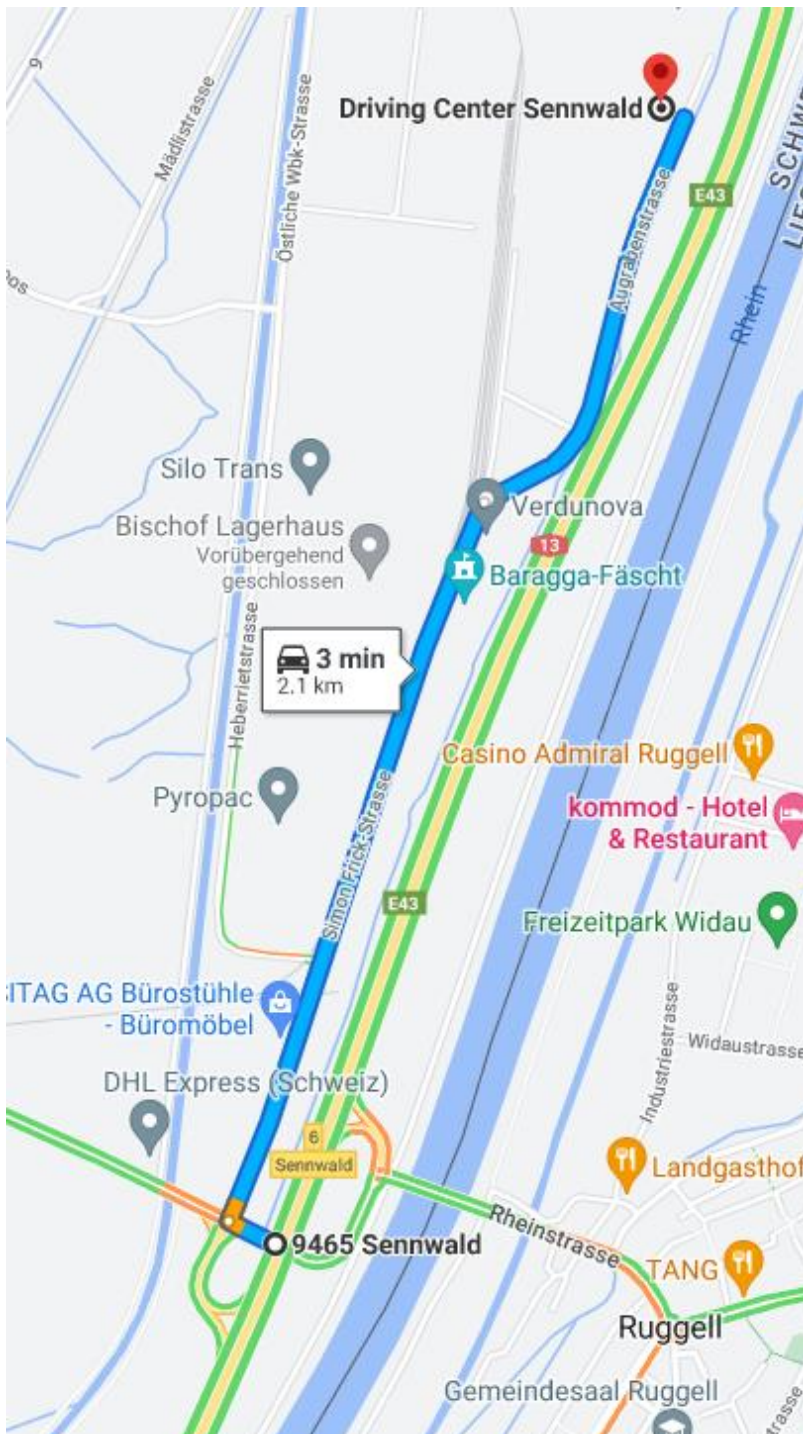 Driving Center Sennwald
9
Mädlistrasse
Östliche Wbk-Strasse
E43
Augrabenstrasse
Rhein
Silo Trans
Bischof Lagerhaus
Vorübergehend
geschlossen
Verdunova
13
Baragga-Fäscht
Heberrietstrasse
3 min
2.1 km
Casino Admiral Ruggell
Pyropac
kommod - Hotel
& Restaurant
Simon Frick-Strasse
E43
Freizeitpark Widau
ITAG AG Bürostühle
- Büromöbel
Widaustrasse
Industriestrasse
DHL Express (Schweiz)
6
Sennwald
Landgasthof
Rheinstrasse
9465 Sennwald
TANG
Ruggell
Gemeindesaal Ruggell